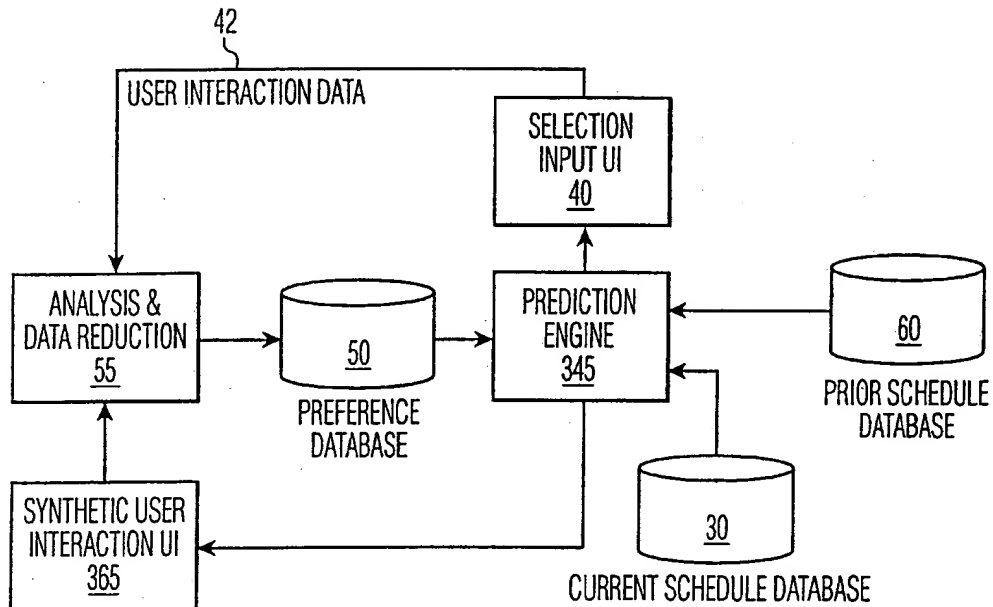 42
USER INTERACTION DATA
SELECTION
INPUT UI
40
ANALYSIS &
DATA REDUCTION
55
50
PREFERENCE
DATABASE
PREDICTION
ENGINE
345
60
PRIOR SCHEDULE
DATABASE
SYNTHETIC USER
INTERACTION UI
365
30
CURRENT SCHEDULE DATABASE